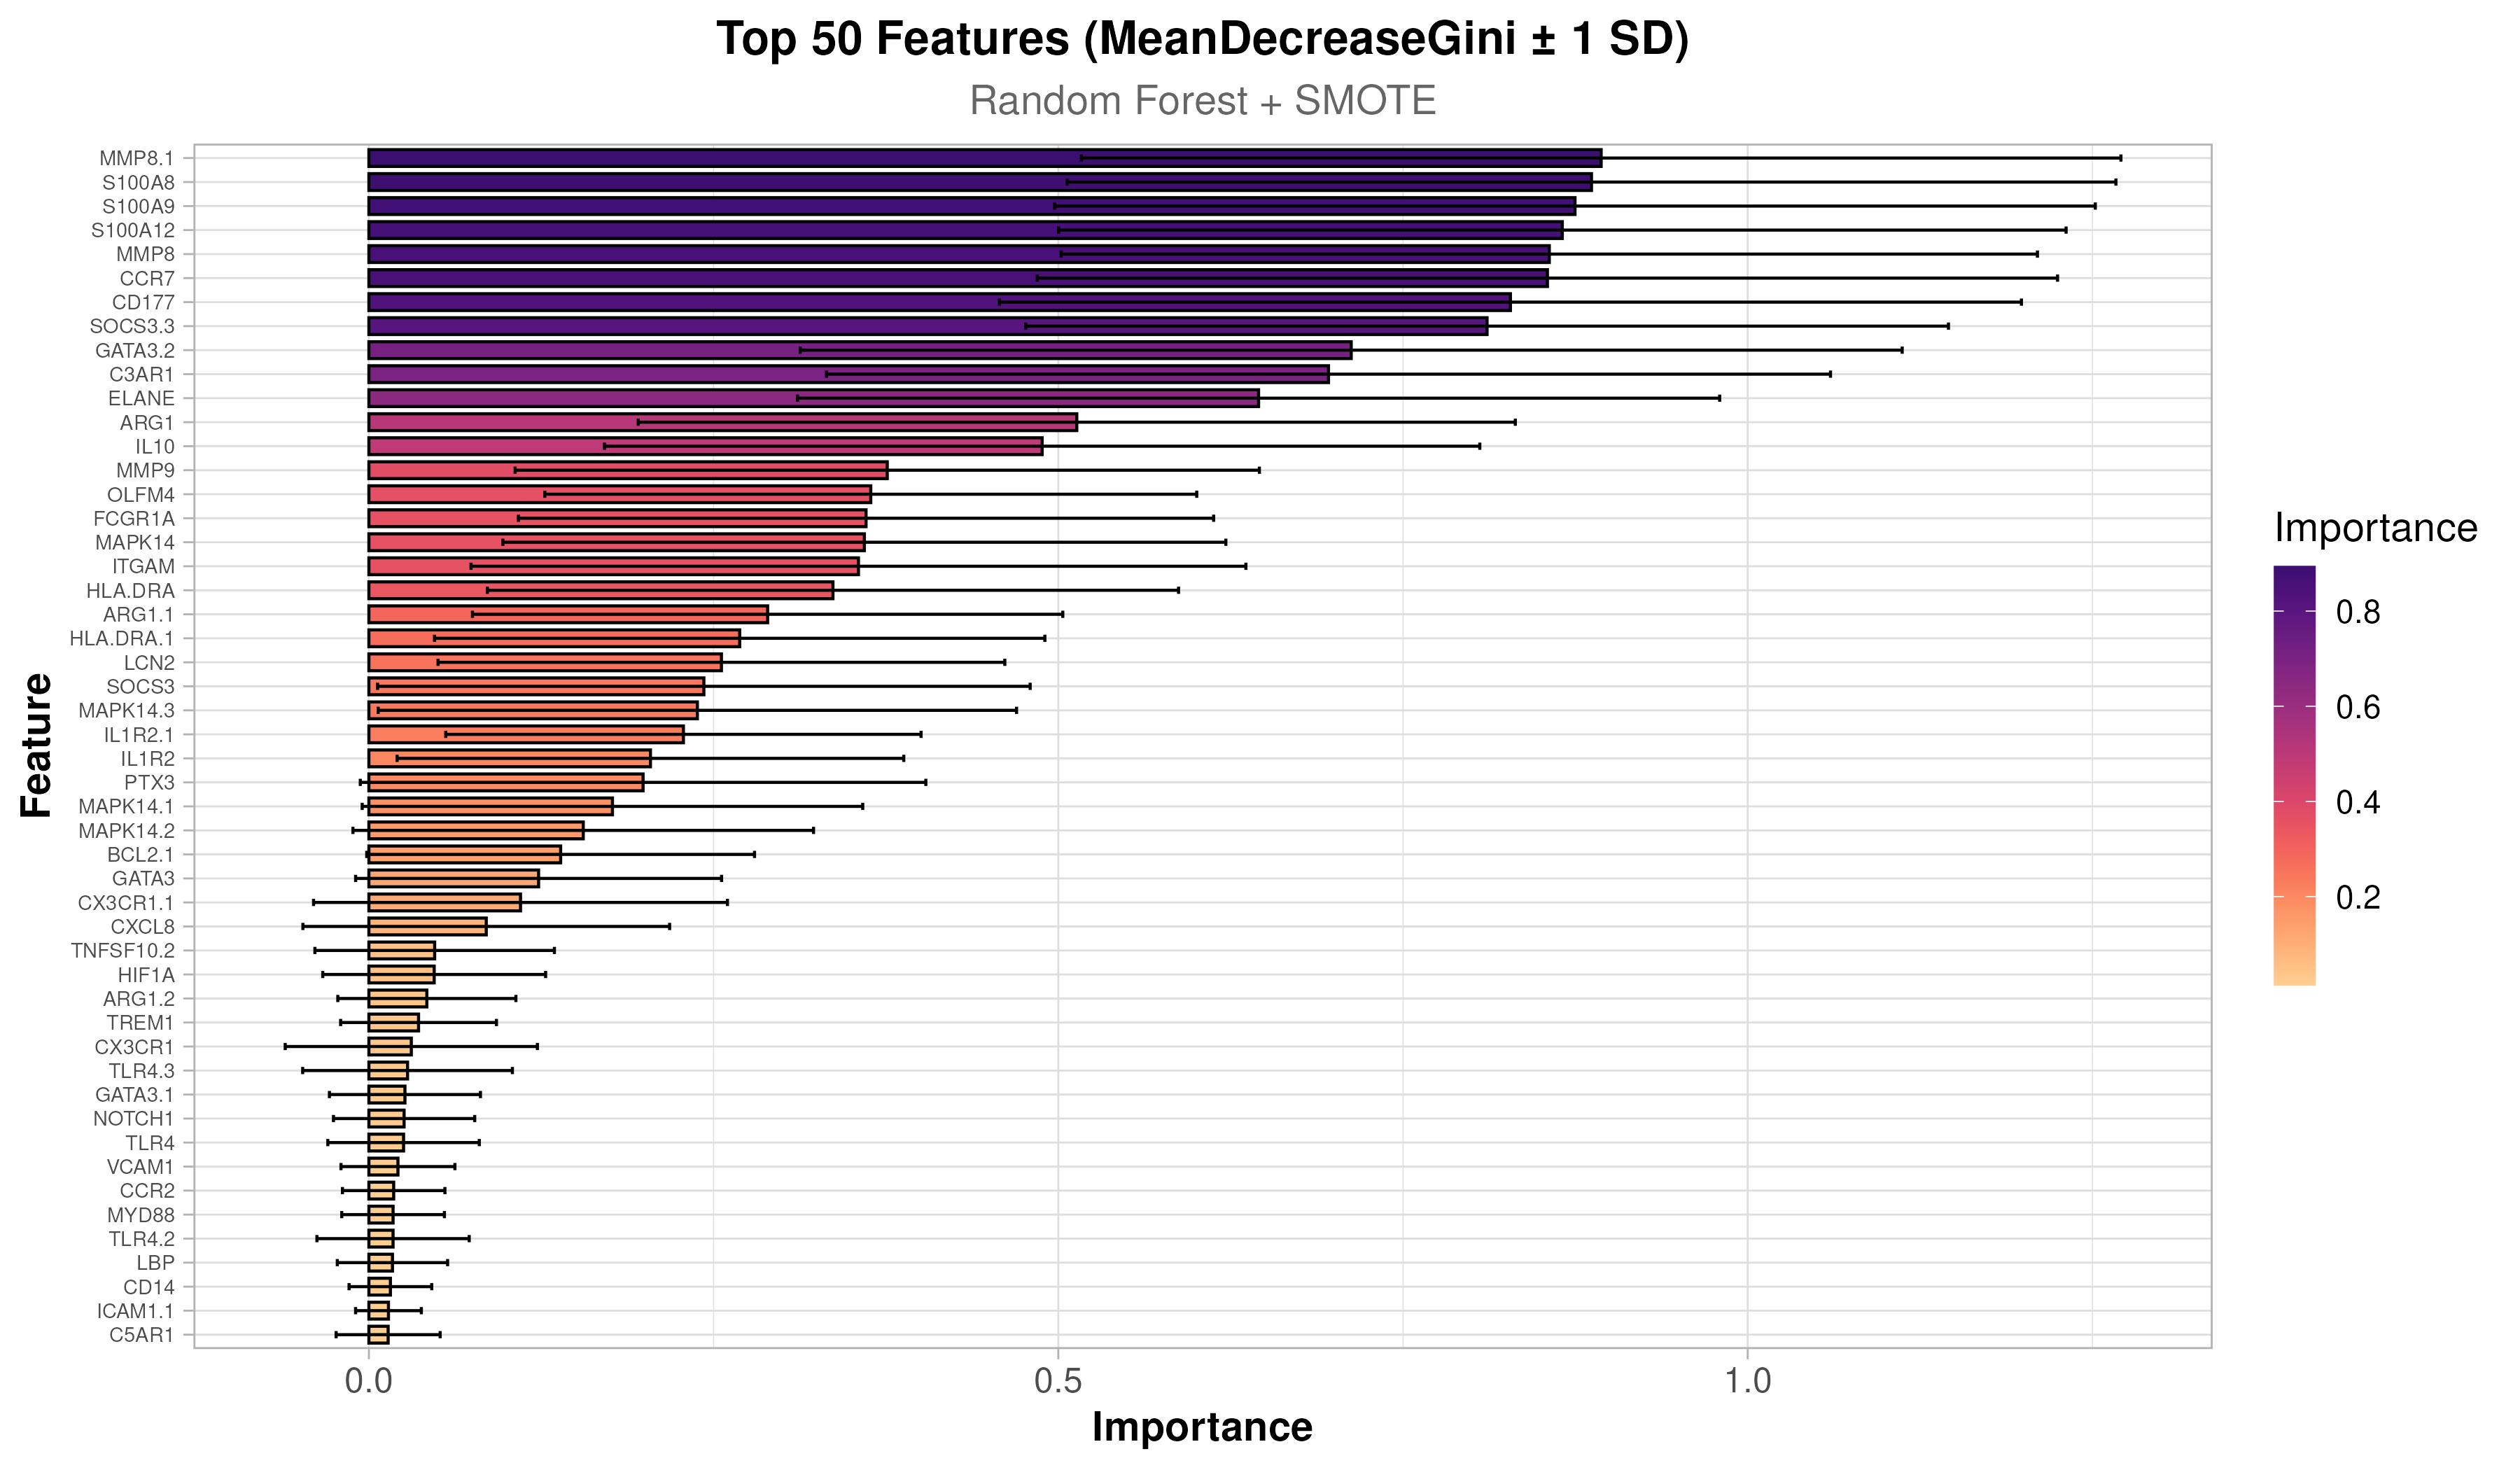 Top 50 Features (MeanDecreaseGini ± 1 SD)
Random Forest + SMOTE
MMP8.1
S100A8
S100A9
S100A12
MMP8
CCR7
CD177
SOCS3.3
GATA3.2
C3AR1
ELANE
ARG1
IL10
MMP9
OLFM4
FCGR1A
MAPK14
ITGAM
HLA.DRA
ARG1.1
HLA.DRA.1
LCN2
SOCS3
MAPK14.3
IL1R2.1
IL1R2
PTX3
MAPK14.1
MAPK14.2
BCL2.1
GATA3
CX3CR1.1
CXCL8
TNFSF10.2
HIF1A
ARG1.2
TREM1
CX3CR1
TLR4.3
GATA3.1
NOTCH1
TLR4
VCAM1
CCR2
MYD88
TLR4.2
LBP
CD14
ICAM1.1
C5AR1
Feature
0.0 0.5 1.0
Importance
Importance
0.8
0.6
0.4
0.2